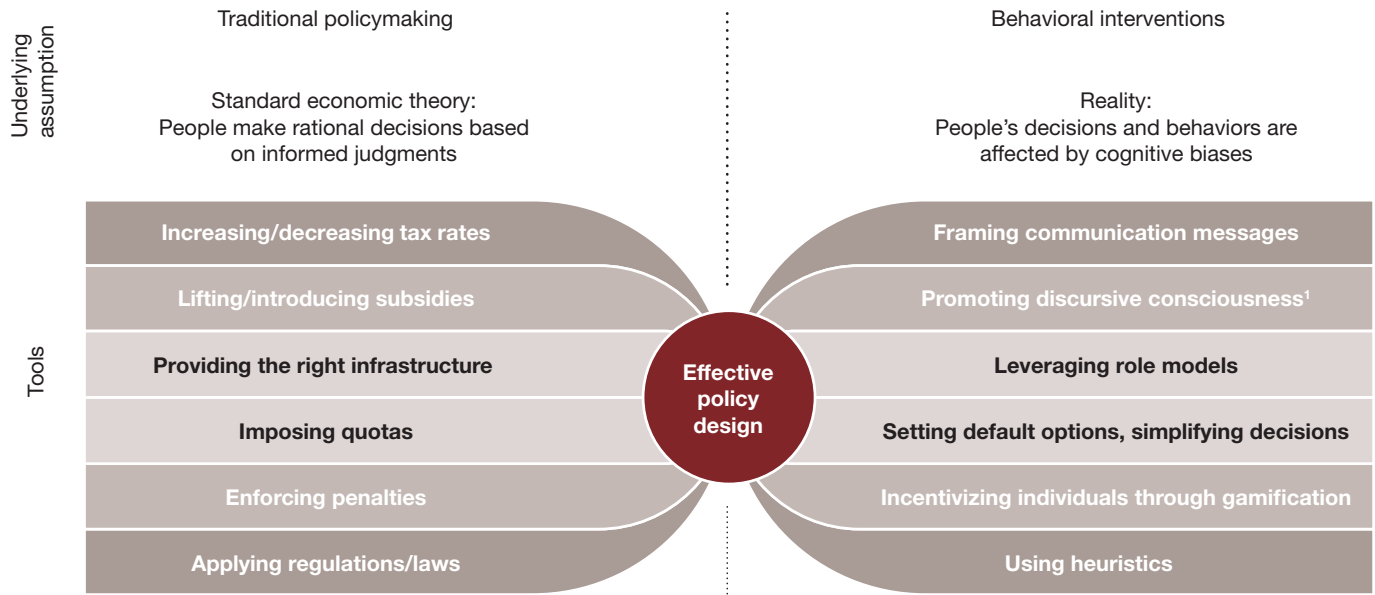 Traditional policymaking
Behavioral interventions
Underlying
assumption
Standard economic theory:
People make rational decisions based
on informed judgments
Reality:
People’s decisions and behaviors are
affected by cognitive biases
Tools
Increasing/decreasing tax rates
Framing communication messages
Lifting/introducing subsidies
Promoting discursive consciousness¹
Providing the right infrastructure
Leveraging role models
Effective
policy
design
Imposing quotas
Setting default options, simplifying decisions
Enforcing penalties
Incentivizing individuals through gamification
Applying regulations/laws
Using heuristics